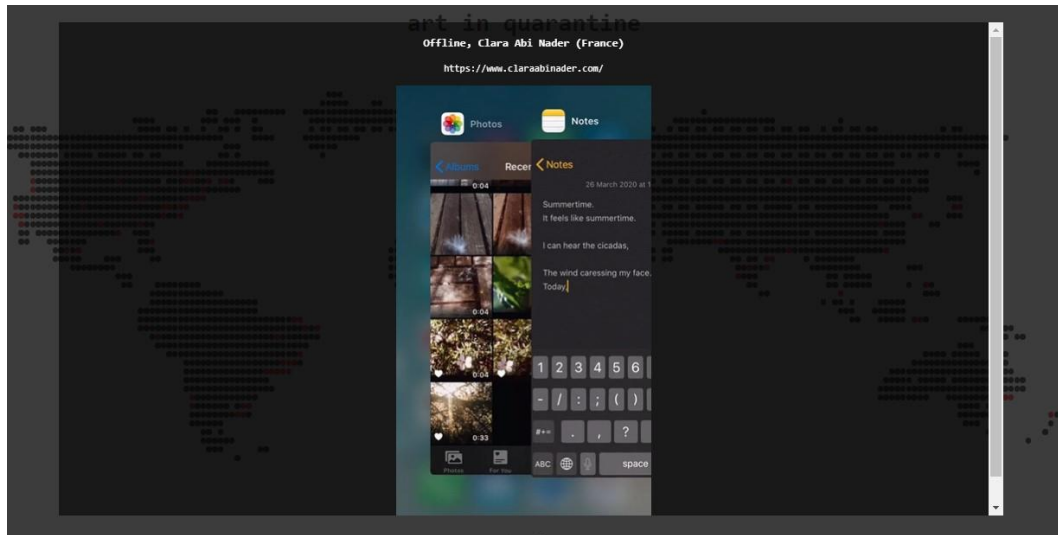 art in quarantine
Offline, Clara Abi Nader (France)
https://www.claraabinader.com/
Photos
Notes
Albums
Recen
Notes
0:04
26 March 2020 at 1
Summertime.
It feels like summertime.
I can hear the cicadas,
The wind caressing my face.
Today,
0:04
0:04
0:33
1 2 3 4 5 6
- / : ; ( )
#+= . , ?
ABC space
Photos
For You